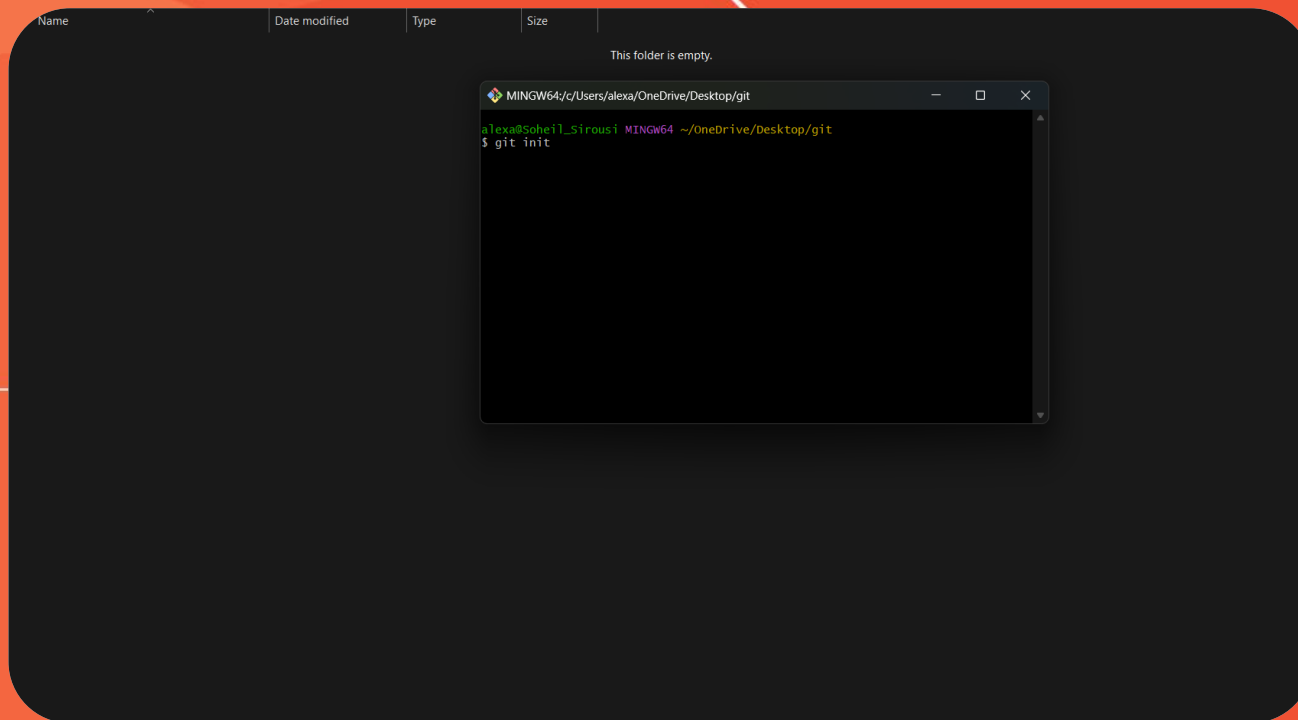 Name Date modified Type Size
This folder is empty.
MINGW64:/c/Users/alexa/OneDrive/Desktop/git
alexa@Soheil_Sirousi MINGW64 ~/OneDrive/Desktop/git
$ git init